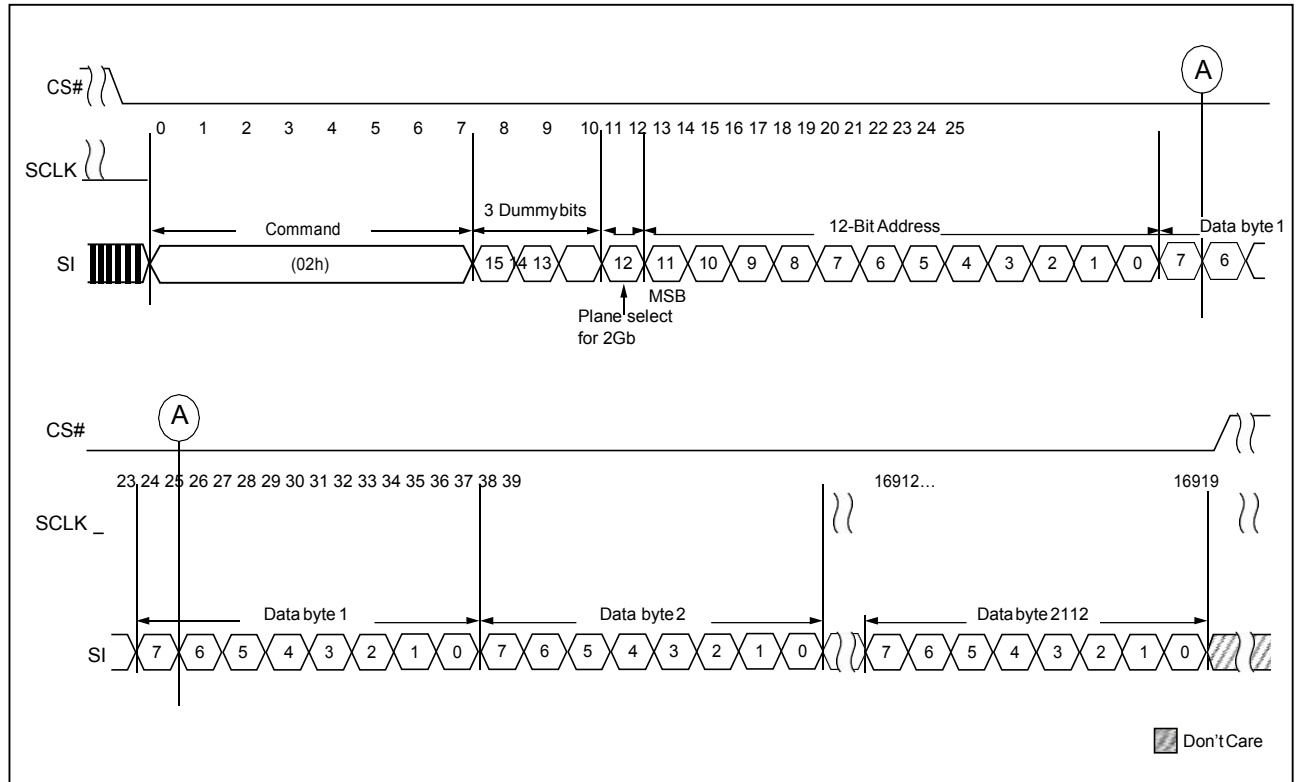 A
CS#
0 1 2 3 4 5 6 7 8 9 10 11 12 13 14 15 16 17 18 19 20 21 22 23 24 25
SCLK
3 Dummy bits
Command 12-Bit Address Data byte 1
SI (02h) 15 14 13 12 11 10 9 8 7 6 5 4 3 2 1 0 7 6
MSB
Plane select
for 2Gb
A
CS#
23 24 25 26 27 28 29 30 31 32 33 34 35 36 37 38 39 16912... 16919
SCLK _
Data byte 1 Data byte 2 Data byte 2112
SI 7 6 5 4 3 2 1 0 7 6 5 4 3 2 1 0 7 6 5 4 3 2 1 0
Don't Care